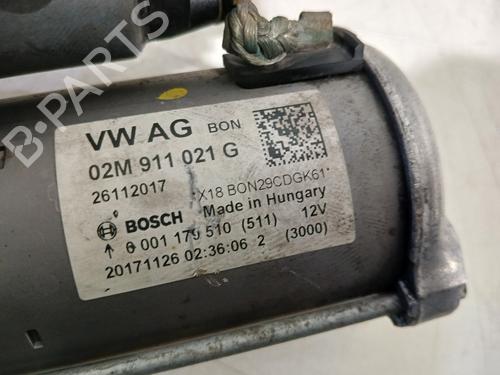 B-PARTS
VW AG BON
02M 911 021 G
26112017 X18 BON29CDGK61*
Made in Hungary
BOSCH
0 001 179 510 (511) 12V
20171126 02:36:06 2 (3000)